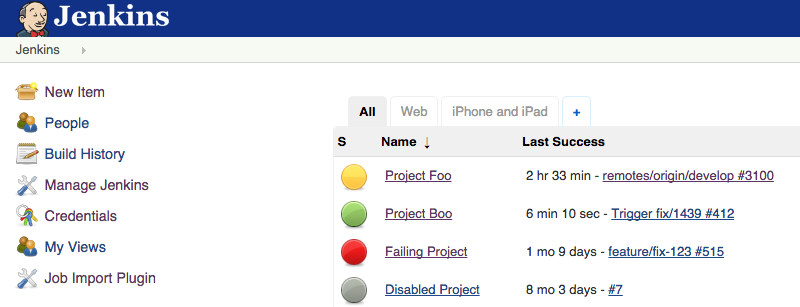 Jenkins
Jenkins
New Item
People
Build History
Manage Jenkins
Credentials
My Views
Job Import Plugin
All Web iPhone and iPad +
S Name ↓ Last Success
Project Foo 2 hr 33 min - remotes/origin/develop #3100
Project Boo 6 min 10 sec - Trigger fix/1439 #412
Failing Project 1 mo 9 days - feature/fix-123 #515
Disabled Project 8 mo 3 days - #7